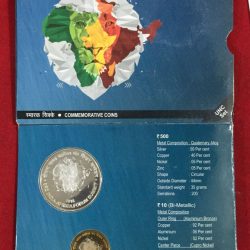 स्मारक सिक्के • COMMEMORATIVE COINS
UNC
₹ 500
Metal Composition : Quaternary Alloy
Silver : 50 Per cent
Copper : 40 Per cent
Nickel : 05 Per cent
Zinc : 05 Per cent
Shape : Circular
Outside Diameter : 44mm
Standard weight : 35 grams
Serrations : 200
₹ 10 (Bi-Metallic)
Metal Composition
Outer Ring : (Aluminium Bronze)
Copper : 92 Per cent
Aluminium : 06 Per cent
Nickel : 02 Per cent
Center Piece :